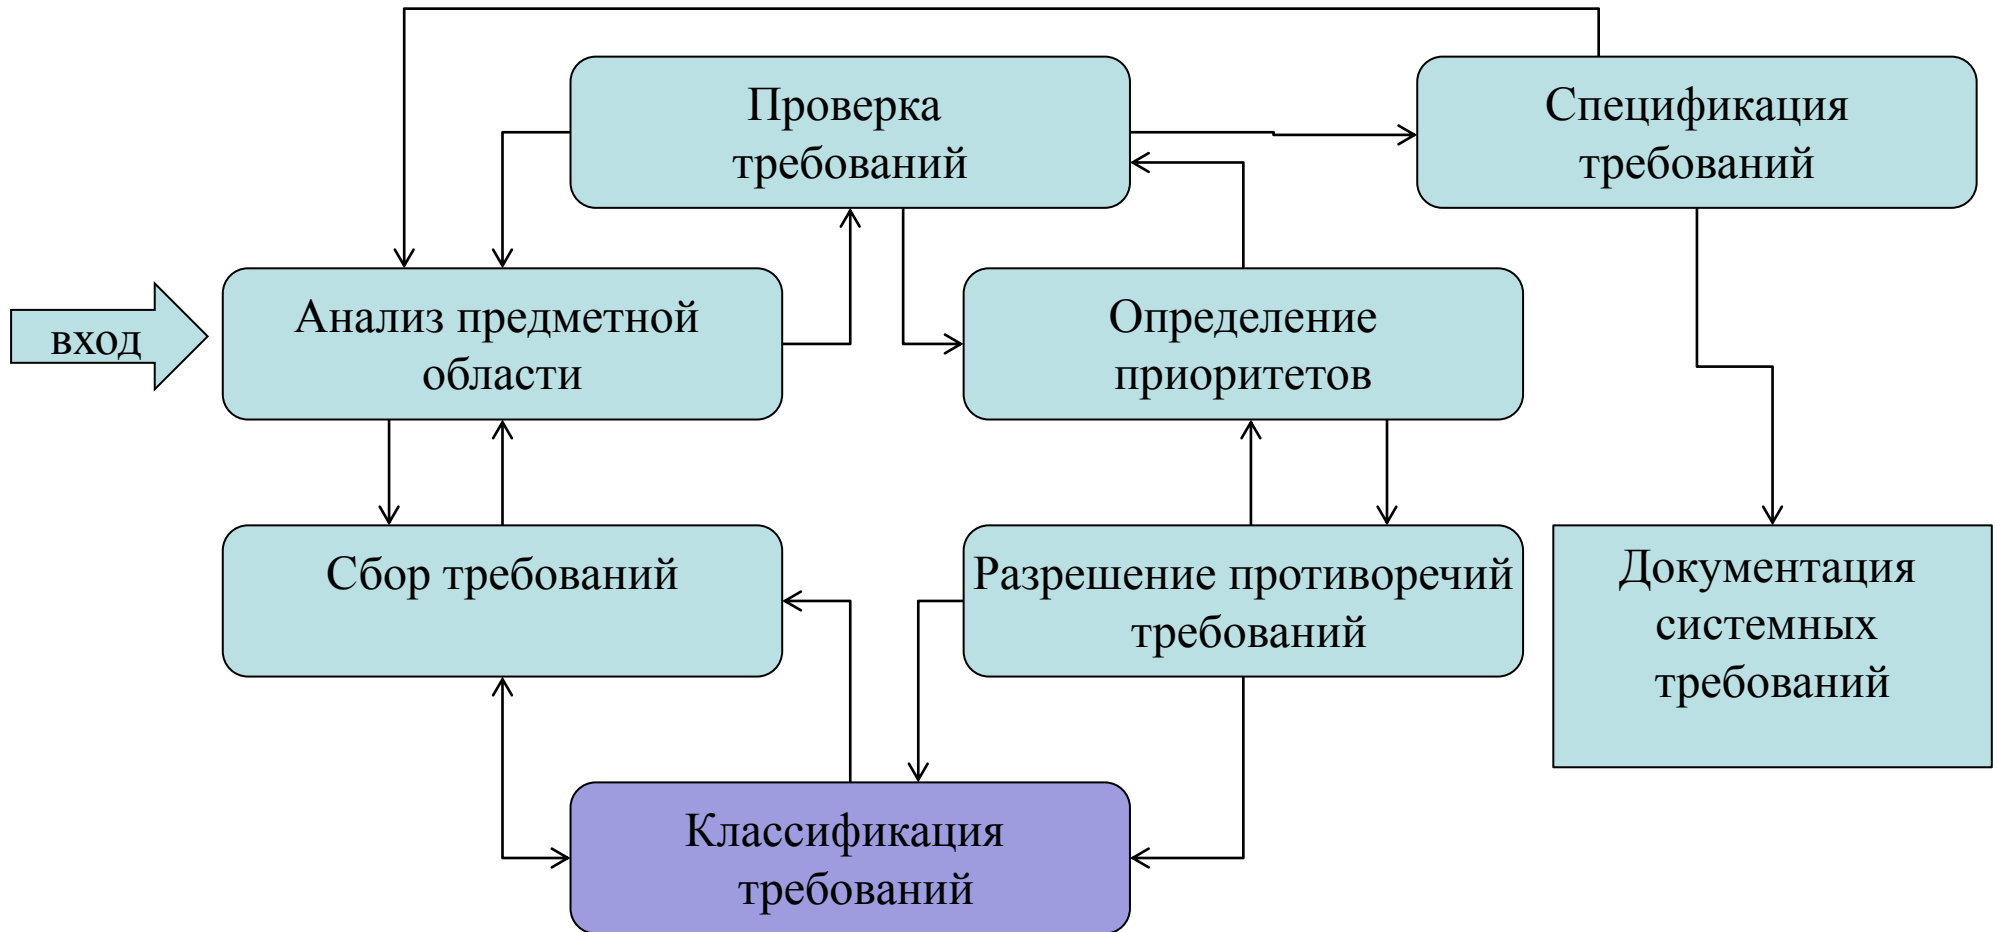 Проверка
требований
Спецификация
требований
вход
Анализ предметной
области
Определение
приоритетов
Сбор требований
Разрешение противоречий
требований
Документация
системных
требований
Классификация
требований